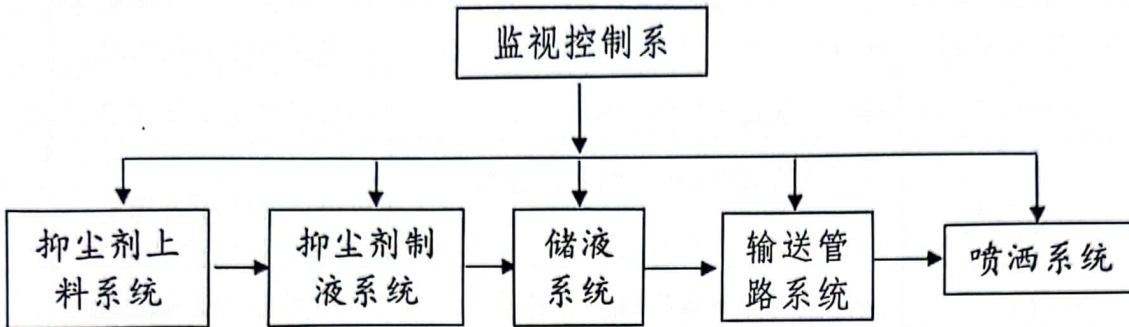 监视控制系
抑尘剂上
料系统
抑尘剂制
液系统
储液
系统
输送管
路系统
喷洒系统